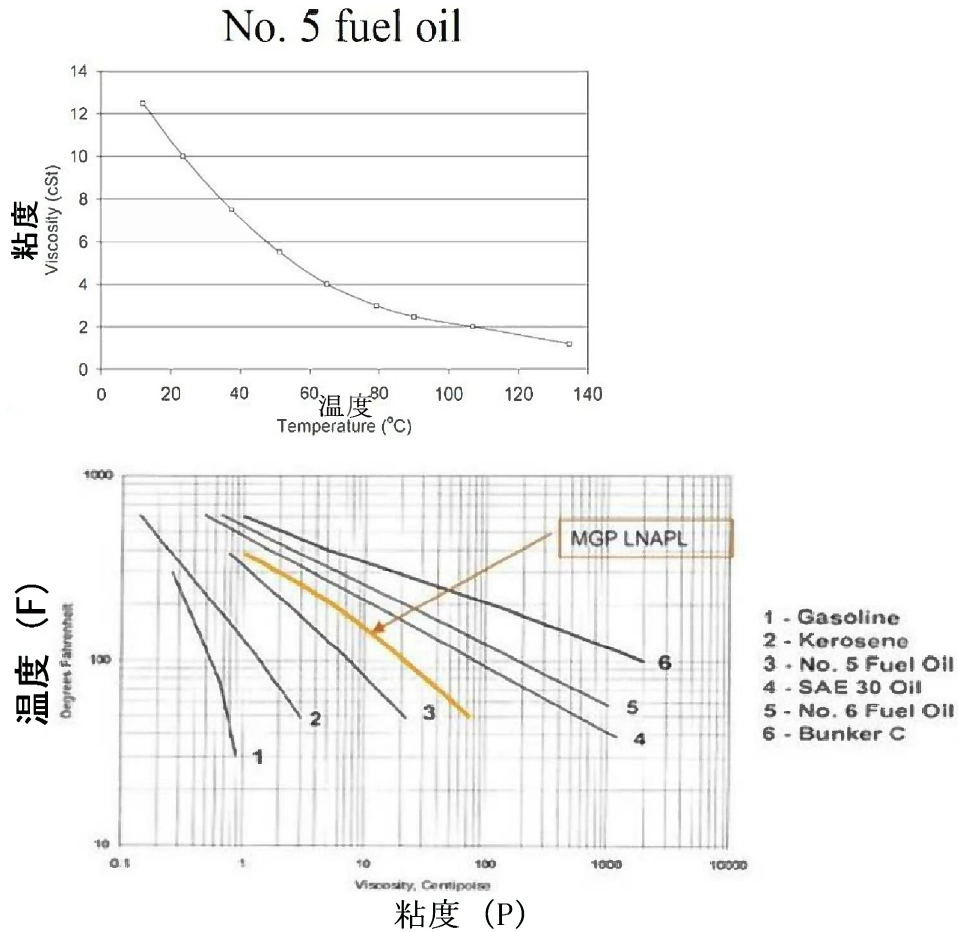 No. 5 fuel oil
14
12
10
8
6
4
2
0
粘度
Viscosity (cSt)
0 20 40 60 80 100 120 140
温度
Temperature (°C)
1000
100
10
温度 (F)
Degrees Fahrenheit
MGP LNAPL
1
2
3
4
5
6
1 - Gasoline
2 - Kerosene
3 - No. 5 Fuel Oil
4 - SAE 30 Oil
5 - No. 6 Fuel Oil
6 - Bunker C
0.1 1 10 100 1000 10000
Viscosity, Centipoise
粘度 (P)